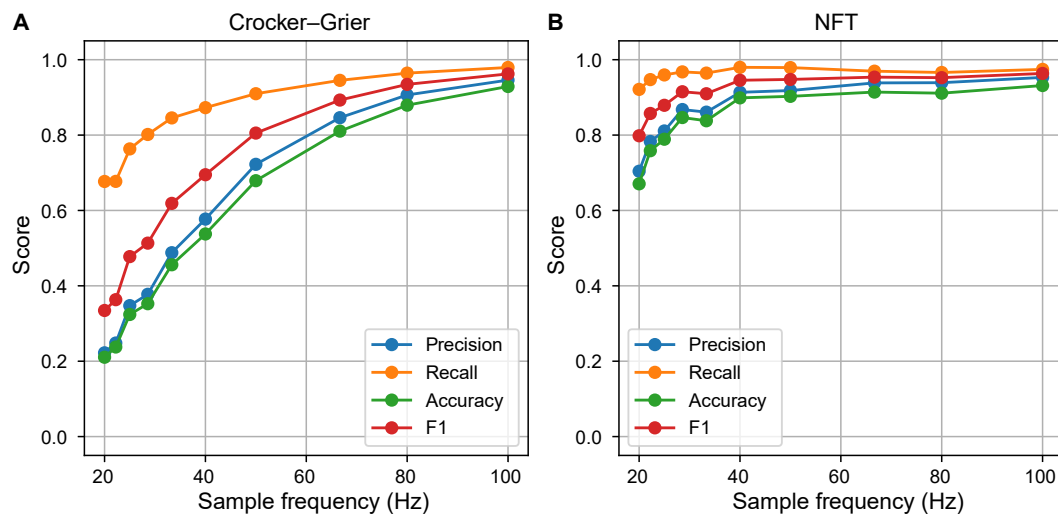 A
Crocker–Grier
1.0
0.8
0.6
0.4
0.2
0.0
Score
Precision
Recall
Accuracy
F1
20
40
60
80
100
Sample frequency (Hz)
B
NFT
1.0
0.8
0.6
0.4
0.2
0.0
Score
Precision
Recall
Accuracy
F1
20
40
60
80
100
Sample frequency (Hz)